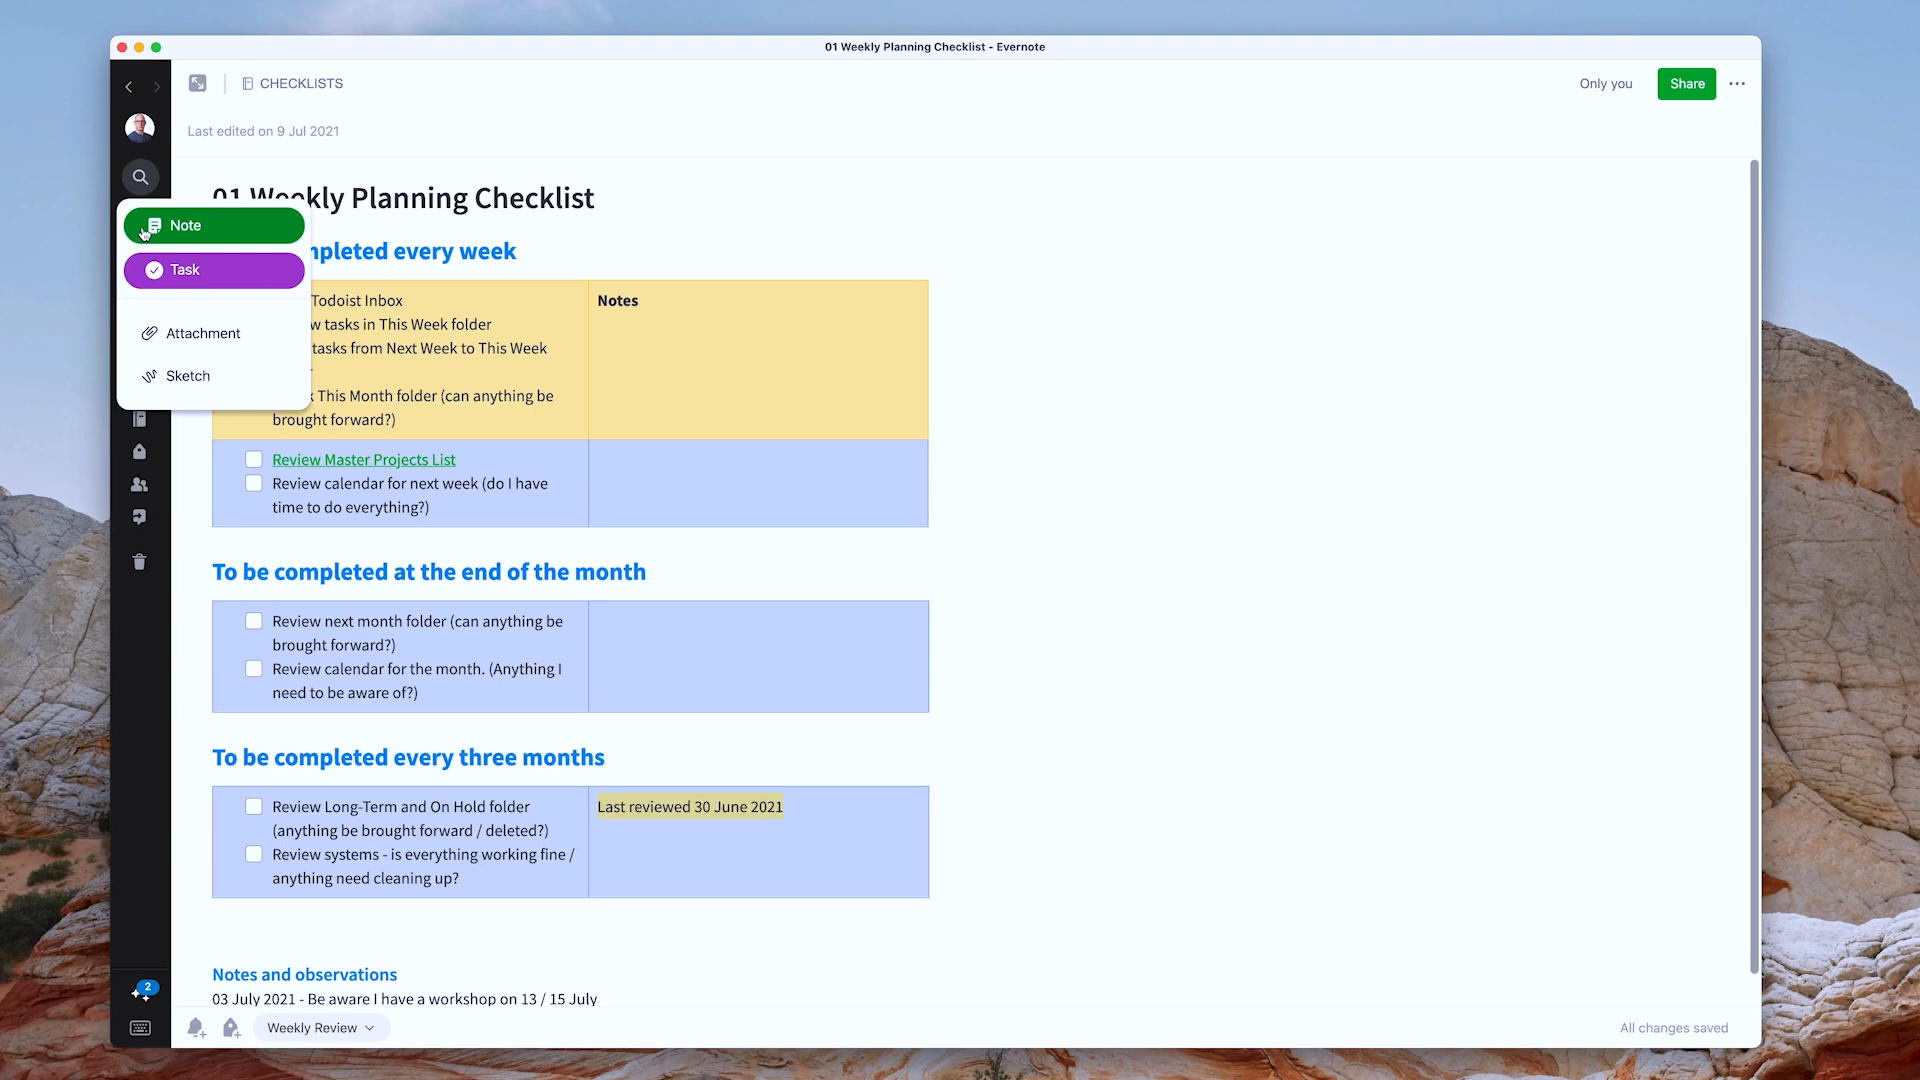 01 Weekly Planning Checklist - Evernote
CHECKLISTS
Only you
Share
Last edited on 9 Jul 2021
01 Weekly Planning Checklist
Note
mpleted every week
Task
Todoist Inbox
Notes
w tasks in This Week folder
Attachment
tasks from Next Week to This Week
Sketch
k This Month folder (can anything be
brought forward?)
Review Master Projects List
Review calendar for next week (do I have
time to do everything?)
To be completed at the end of the month
Review next month folder (can anything be
brought forward?)
Review calendar for the month. (Anything I
need to be aware of?)
To be completed every three months
Review Long-Term and On Hold folder
Last reviewed 30 June 2021
(anything be brought forward / deleted?)
Review systems - is everything working fine /
anything need cleaning up?
Notes and observations
2
03 July 2021 - Be aware I have a workshop on 13 / 15 July
Weekly Review
All changes saved